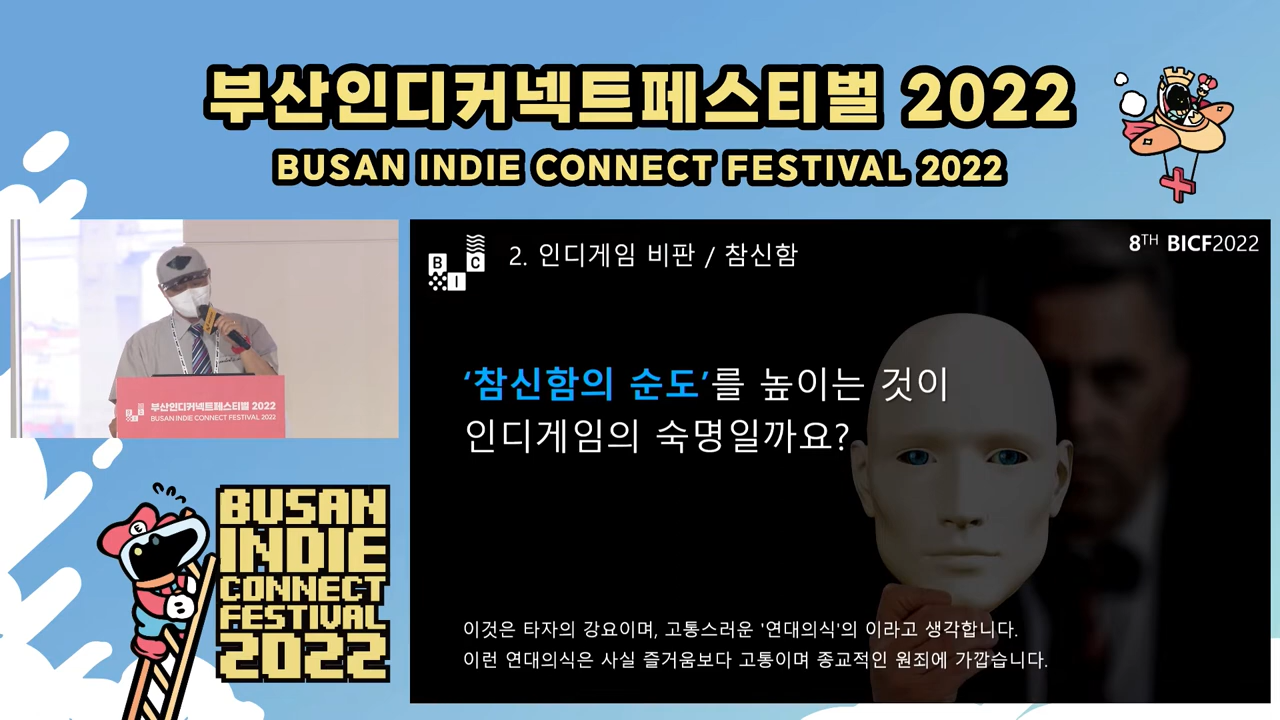 부산인디커넥트페스티벌 2022
BUSAN INDIE CONNECT FESTIVAL 2022
부산인디커넥트페스티벌 2022
BUSAN INDIE CONNECT FESTIVAL 2022
BUSAN
INDIE
CONNECT
FESTIVAL
2022
E
B
B C
I
2. 인디게임 비판 / 참신함
8TH BICF2022
'참신함의 순도'를 높이는 것이
인디게임의 숙명일까요?
이것은 타자의 강요이며, 고통스러운 '연대의식'의 이라고 생각합니다.
이런 연대의식은 사실 즐거움보다 고통이며 종교적인 원죄에 가깝습니다.